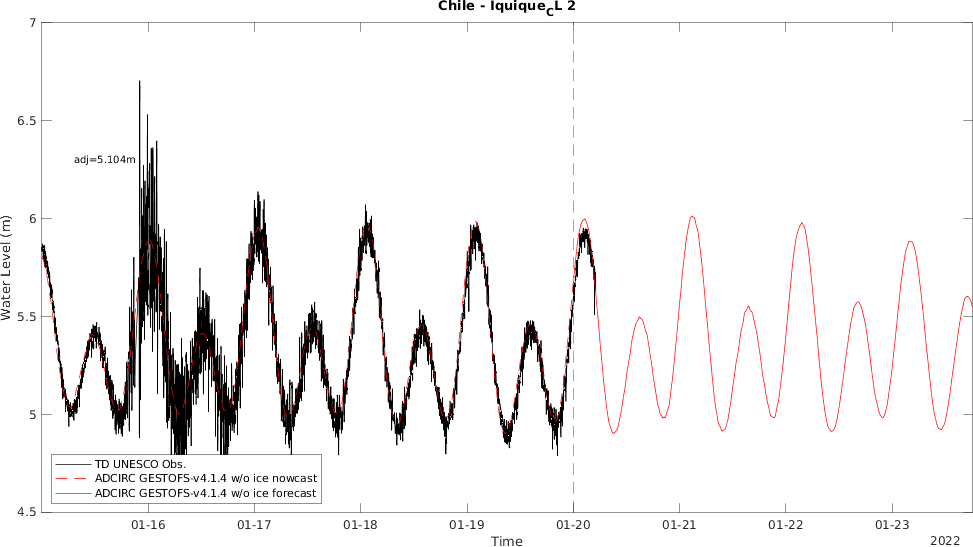 Chile - Iquique_CL 2
7
6.5
adj=5.104m
6
5.5
5
4.5
Water Level (m)
TD UNESCO Obs.
ADCIRC GESTOFS-v4.1.4 w/o ice nowcast
ADCIRC GESTOFS-v4.1.4 w/o ice forecast
01-16 01-17 01-18 01-19 01-20 01-21 01-22 01-23
Time
2022